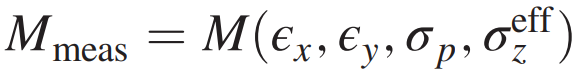 M_meas = M(ϵ_x, ϵ_y, σ_p, σ_z^eff)